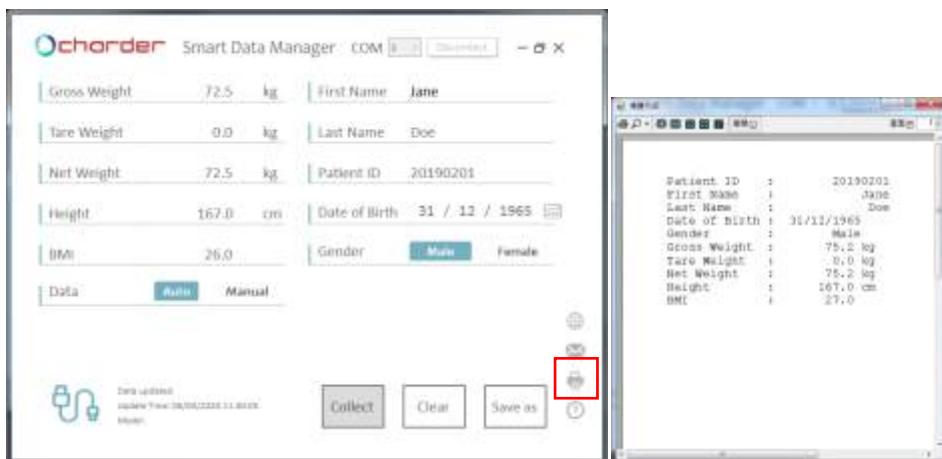 charder Smart Data Manager COM
Gross Weight 72.5 kg First Name Jane
Tare Weight 0.0 kg Last Name Doe
Net Weight 72.5 kg Patient ID 20190201
Height 167.0 cm Date of Birth 31 / 12 / 1965
BMI 26.0 Gender Male Female
Data Auto Manual
Data updated
Collect Clear Save as
Patient ID : 20190201
First Name : Jane
Last Name : Doe
Date of Birth : 31/12/1965
Gender : Male
Gross Weight : 75.2 kg
Tare Weight : 0.0 kg
Net Weight : 75.2 kg
Height : 167.0 cm
BMI : 27.0